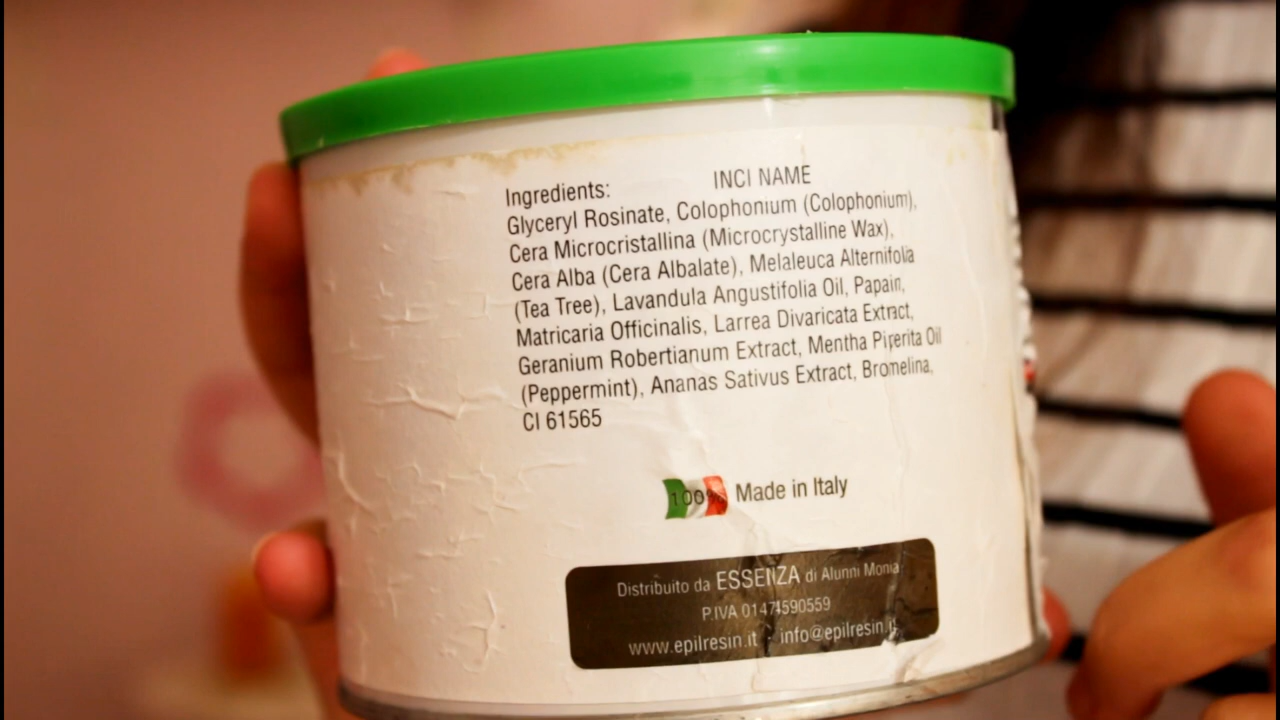 Ingredients: INCI NAME
Glyceryl Rosinate, Colophonium (Colophonium),
Cera Microcristallina (Microcrystalline Wax),
Cera Alba (Cera Albalate), Melaleuca Alternifolia
(Tea Tree), Lavandula Angustifolia Oil, Papain,
Matricaria Officinalis, Larrea Divaricata Extract,
Geranium Robertianum Extract, Mentha Piperita Oil
(Peppermint), Ananas Sativus Extract, Bromelina,
CI 61565
100% Made in Italy
Distribuito da ESSENZA di Alunni Monia
P.IVA 01474590559
www.epilresin.it · info@epilresin.it